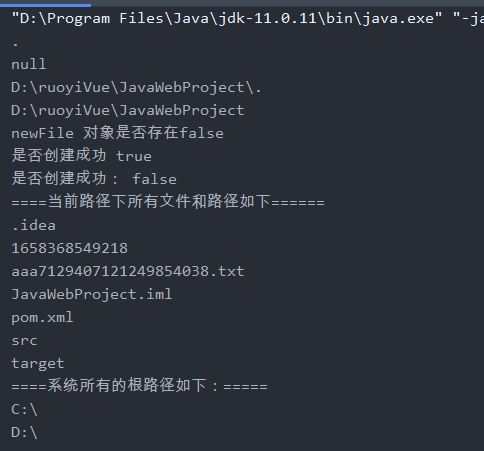 "D:\Program Files\Java\jdk-11.0.11\bin\java.exe" "-ja
.
null
D:\ruoyiVue\JavaWebProject\.
D:\ruoyiVue\JavaWebProject
newFile 对象是否存在false
是否创建成功 true
是否创建成功： false
====当前路径下所有文件和路径如下======
.idea
1658368549218
aaa7129407121249854038.txt
JavaWebProject.iml
pom.xml
src
target
====系统所有的根路径如下：=====
C:\
D:\